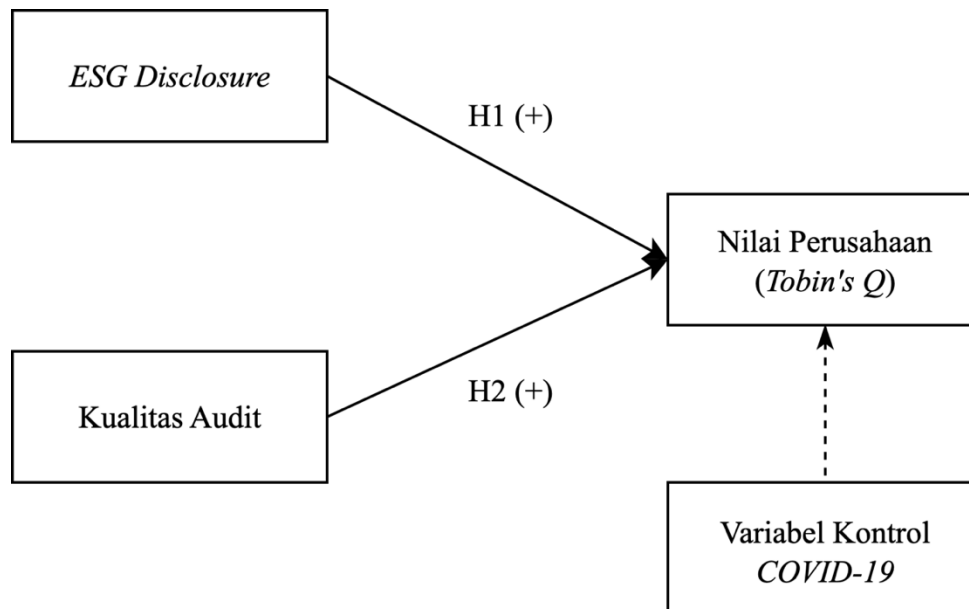 ESG Disclosure
H1 (+)
Nilai Perusahaan
(Tobin's Q)
H2 (+)
Kualitas Audit
Variabel Kontrol
COVID-19